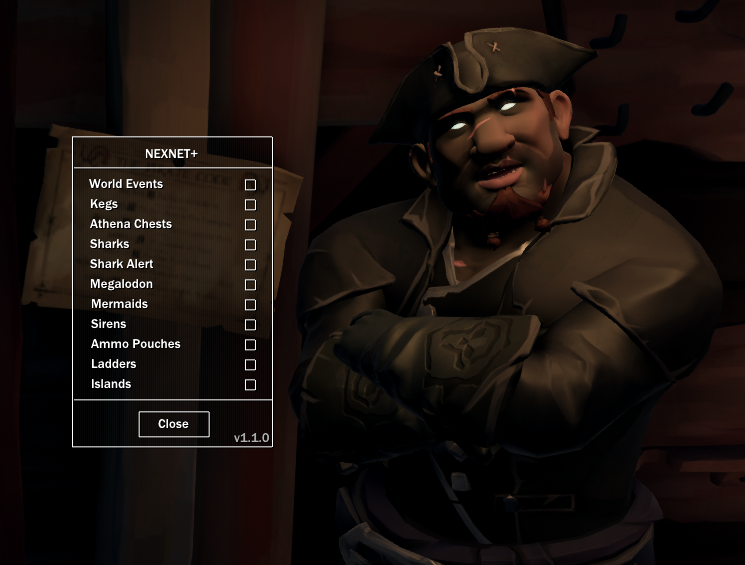 NEXNET+
World Events
Kegs
Athena Chests
Sharks
Shark Alert
Megalodon
Mermaids
Sirens
Ammo Pouches
Ladders
Islands
Close
v1.1.0